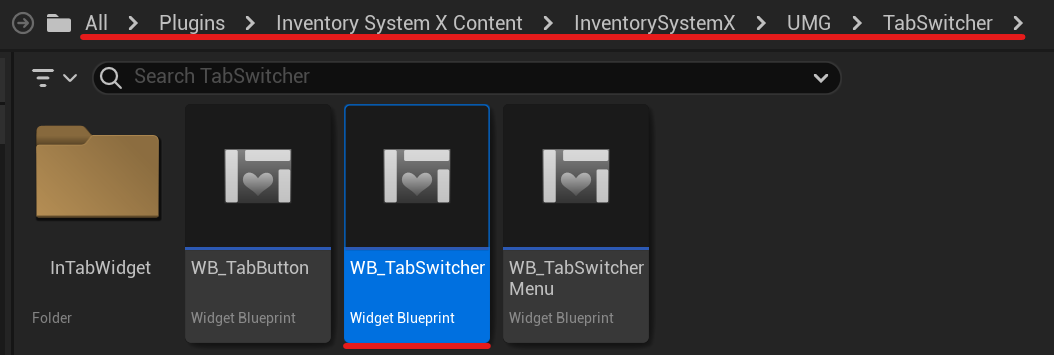 All > Plugins > Inventory System X Content > InventorySystemX > UMG > TabSwitcher >
Search TabSwitcher
InTabWidget
Folder
WB_TabButton
Widget Blueprint
WB_TabSwitcher
Widget Blueprint
WB_TabSwitcher
Menu
Widget Blueprint